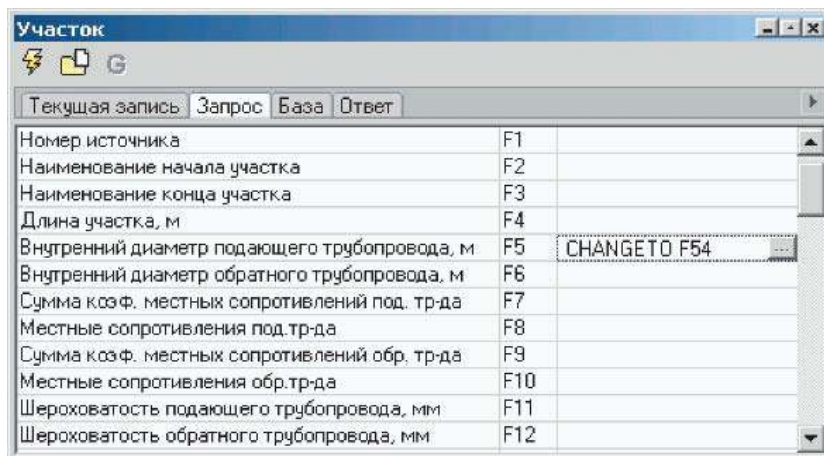 Участок
G
Текущая запись Запрос База Ответ
Номер источника F1
Наименование начала участка F2
Наименование конца участка F3
Длина участка, м F4
Внутренний диаметр подающего трубопровода, м F5 CHANGETO F54 ...
Внутренний диаметр обратного трубопровода, м F6
Сумма коэф. местных сопротивлений под. тр-да F7
Местные сопротивления под.тр-да F8
Сумма коэф. местных сопротивлений обр. тр-да F9
Местные сопротивления обр.тр-да F10
Шероховатость подающего трубопровода, мм F11
Шероховатость обратного трубопровода, мм F12